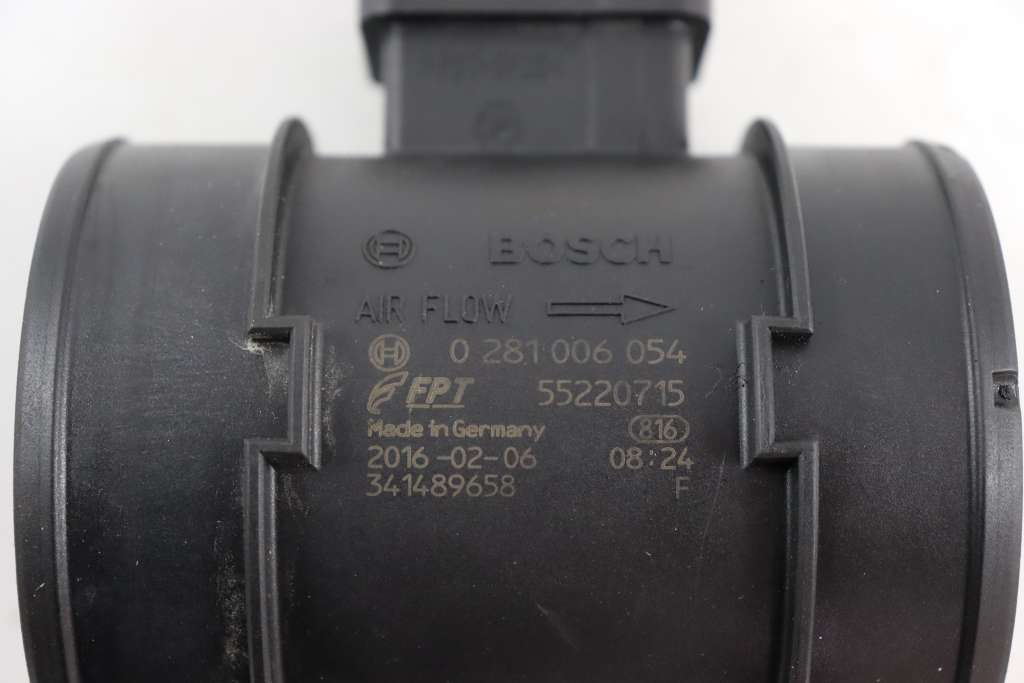 BOSCH
AIR FLOW
0 281 006 054
FPT 55220715
Made in Germany 816
2016-02-06 08:24
341489658 F